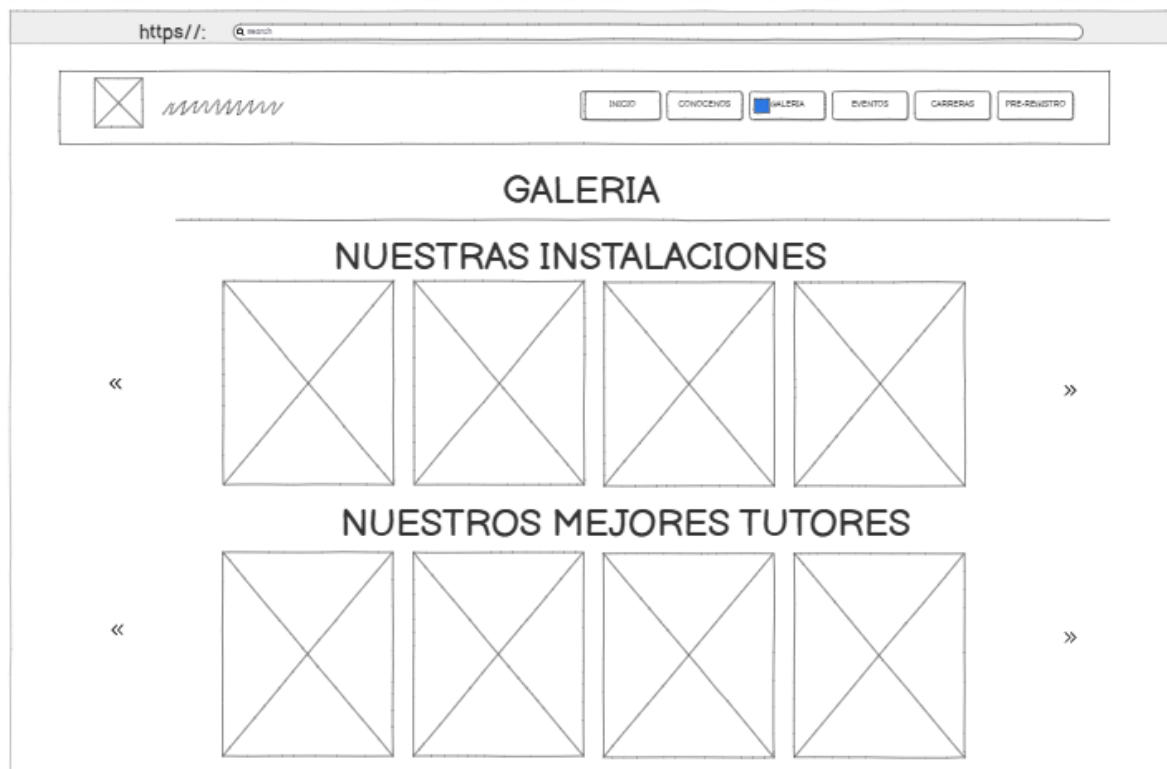 https//: search
INICIO CONOCENOS GALERIA EVENTOS CARRERAS PRE-REGISTRO
GALERIA
NUESTRAS INSTALACIONES
« »
NUESTROS MEJORES TUTORES
« »